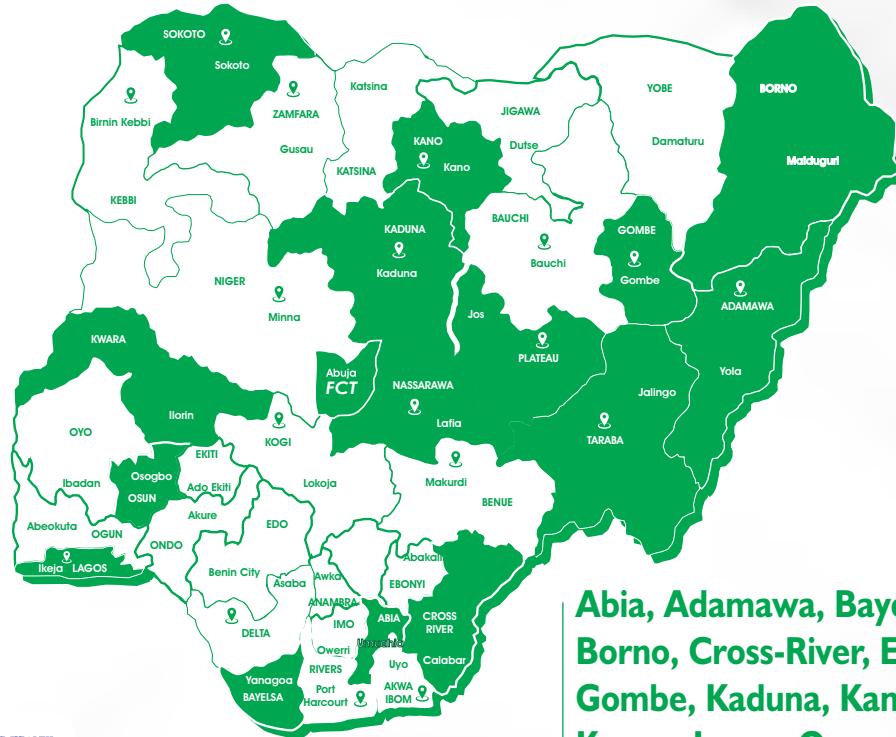 SOKOTO
Sokoto
Katsina
Birnin Kebbi
ZAMFARA
Gusau
KATSINA
KEBBI
JIGAWA
Dutse
YOBE
Damaturu
BORNO
Maiduguri
KANO
Kano
KADUNA
Kaduna
BAUCHI
Bauchi
GOMBE
Gombe
ADAMAWA
Yola
NIGER
Minna
Jos
PLATEAU
KWARA
Ilorin
Abuja
FCT
NASSARAWA
Lafia
Jalingo
TARABA
OYO
Ibadan
KOGI
Lokoja
EKITI
Ado Ekiti
Osogbo
OSUN
Makurdi
BENUE
Abeokuta
OGUN
Akure
ONDO
EDO
Benin City
Ikeja LAGOS
Asaba
Awka
ANAMBRA
Abakali
EBONYI
DELTA
IMO
Owerri
ABIA
Umuahia
CROSS
RIVER
Calabar
Yanagoa
BAYELSA
RIVERS
Port
Harcourt
Uyo
AKWA
IBOM
Abia, Adamawa, Baye
Borno, Cross-River, E
Gombe, Kaduna, Kan